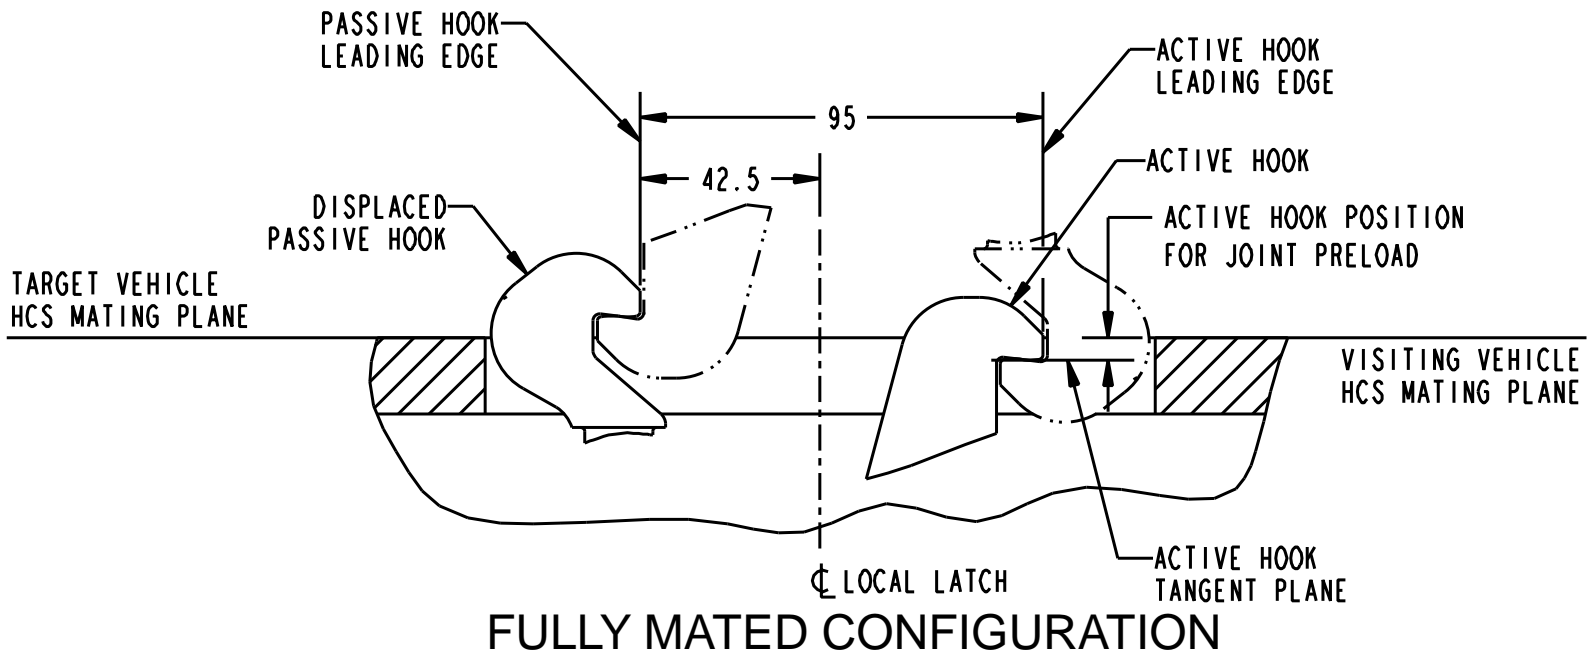 PASSIVE HOOK
LEADING EDGE
ACTIVE HOOK
LEADING EDGE
95
ACTIVE HOOK
42.5
DISPLACED
PASSIVE HOOK
ACTIVE HOOK POSITION
FOR JOINT PRELOAD
TARGET VEHICLE
HCS MATING PLANE
VISITING VEHICLE
HCS MATING PLANE
ACTIVE HOOK
TANGENT PLANE
℄ LOCAL LATCH
FULLY MATED CONFIGURATION